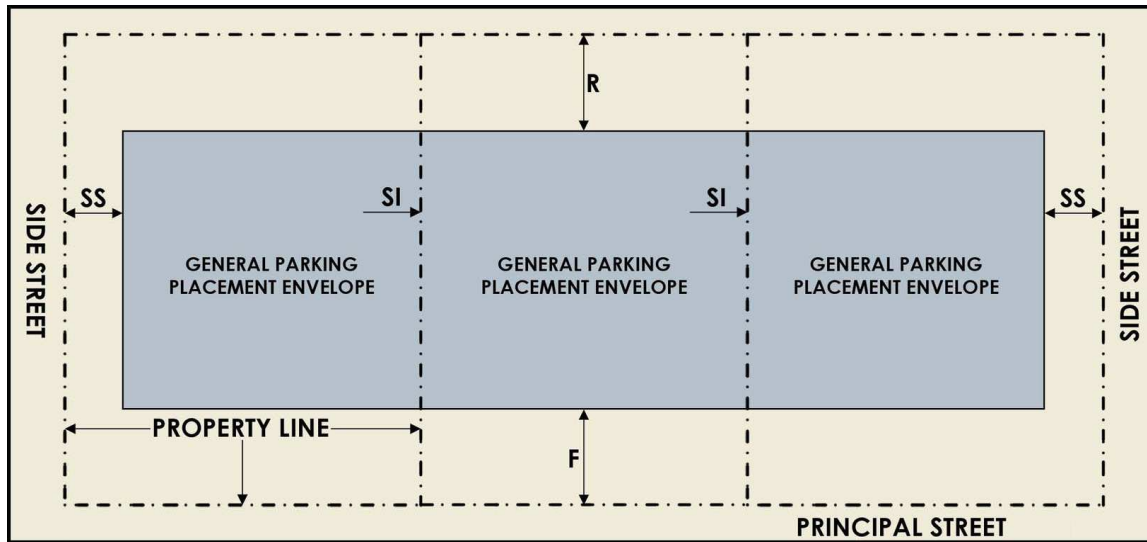 R
SS
SI
SI
SS
SIDE STREET
GENERAL PARKING
PLACEMENT ENVELOPE
GENERAL PARKING
PLACEMENT ENVELOPE
GENERAL PARKING
PLACEMENT ENVELOPE
SIDE STREET
PROPERTY LINE
F
PRINCIPAL STREET